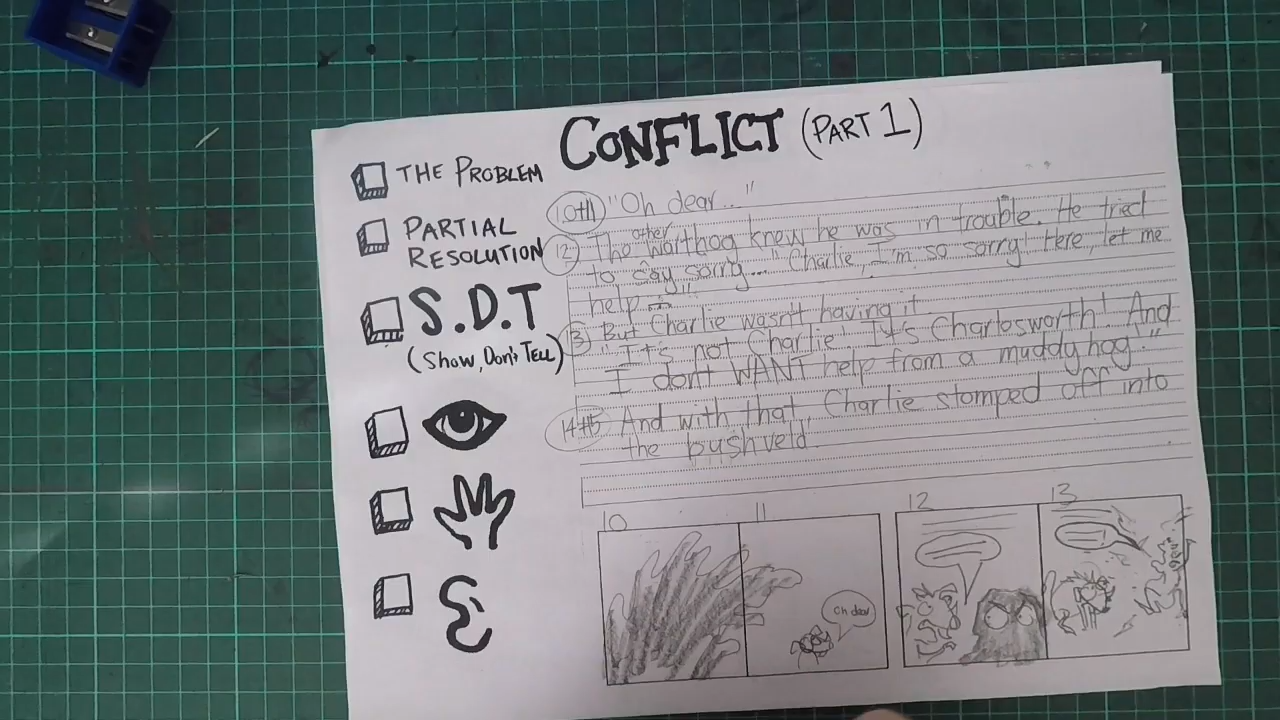 CONFLICT (PART 1)
THE PROBLEM
PARTIAL
RESOLUTION
S.D.T
(Show, Don't Tell)
10+11 "Oh dear..."
12 The other warthog knew he was in trouble. He tried
to say sorry... "Charlie, I'm so sorry! Here, let me
help..."
13 But Charlie wasn't having it.
"It's not Charlie! It's Charlesworth! And
I don't WANT help from a muddy hog!"
14+15 And with that, Charlie stomped off into
the bushveld
10
11
12
13
Oh dear